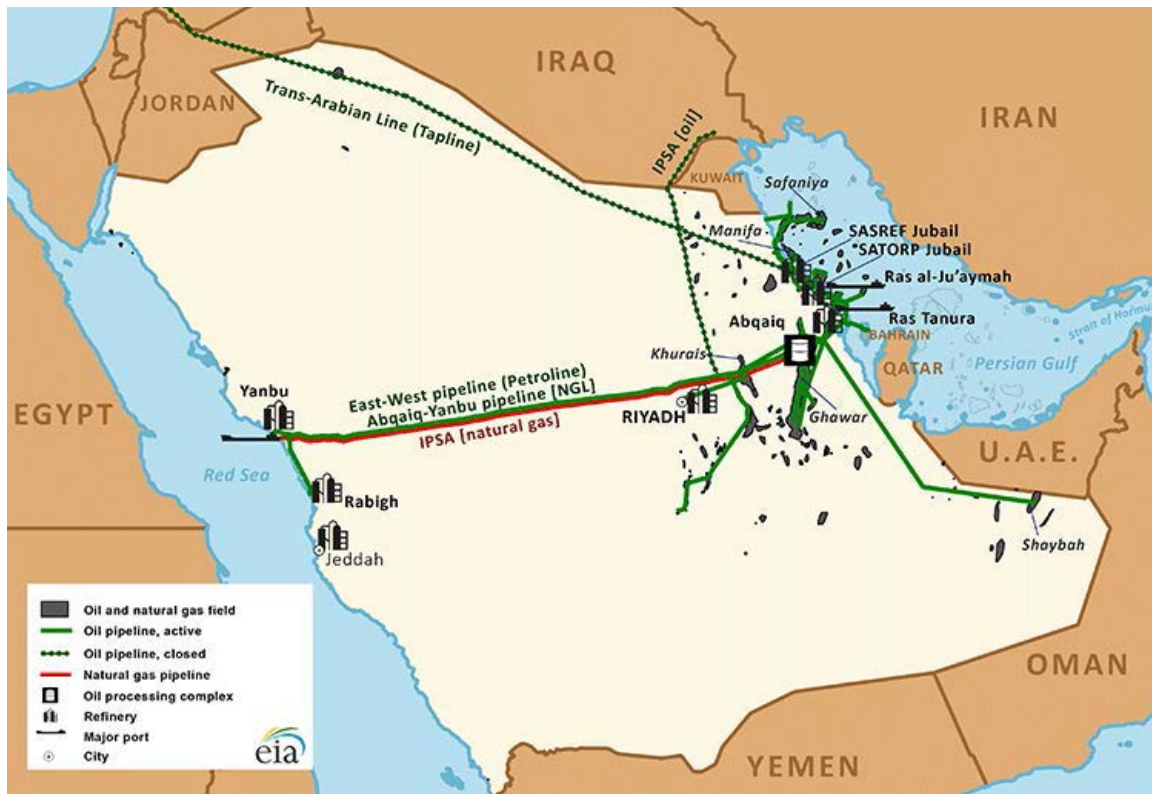 IRAQ
IRAN
JORDAN
Trans-Arabian Line (Tapline)
IPSA [oil]
KUWAIT
Safaniya
Manifa
SASREF Jubail
SATORP Jubail
Ras al-Ju'aymah
Ras Tanura
Abqaiq
BAHRAIN
Strait of Hormuz
Khurais
QATAR
Persian Gulf
East-West pipeline (Petroline)
Abqaiq-Yanbu pipeline [NGL]
IPSA [natural gas]
Yanbu
EGYPT
RIYADH
Ghawar
U.A.E.
Red Sea
Rabigh
Jeddah
Shaybah
Oil and natural gas field
Oil pipeline, active
Oil pipeline, closed
Natural gas pipeline
Oil processing complex
Refinery
Major port
City
eia
OMAN
YEMEN